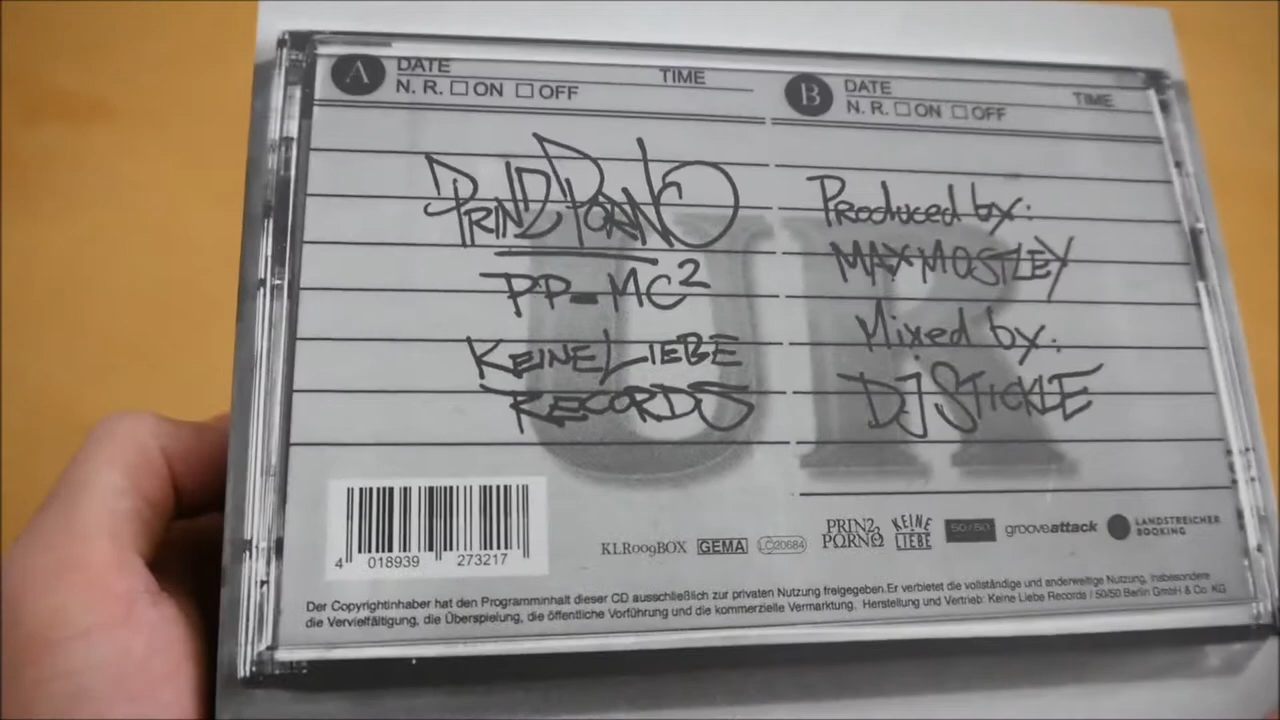 A DATE TIME
N. R. ☐ ON ☐ OFF
B DATE TIME
N. R. ☐ ON ☐ OFF
PRINZ PORNO
PP=MC²
KEINE LIEBE
RECORDS
Produced by:
MAX MOSTLEY
Mixed by:
DJ STICKLE
UR
4 018939 273217
KLR009BOX GEMA LC20684 PRINZ PORNO KEINE LIEBE 50/50 grooveattack LANDSTREICHER BOOKING
Der Copyrightinhaber hat den Programminhalt dieser CD ausschließlich zur privaten Nutzung freigegeben.Er verbietet die vollständige und anderweitige Nutzung, insbesondere
die Vervielfältigung, die Überspielung, die öffentliche Vorführung und die kommerzielle Vermarktung. Herstellung und Vertrieb: Keine Liebe Records / 50/50 Berlin GmbH & Co. KG